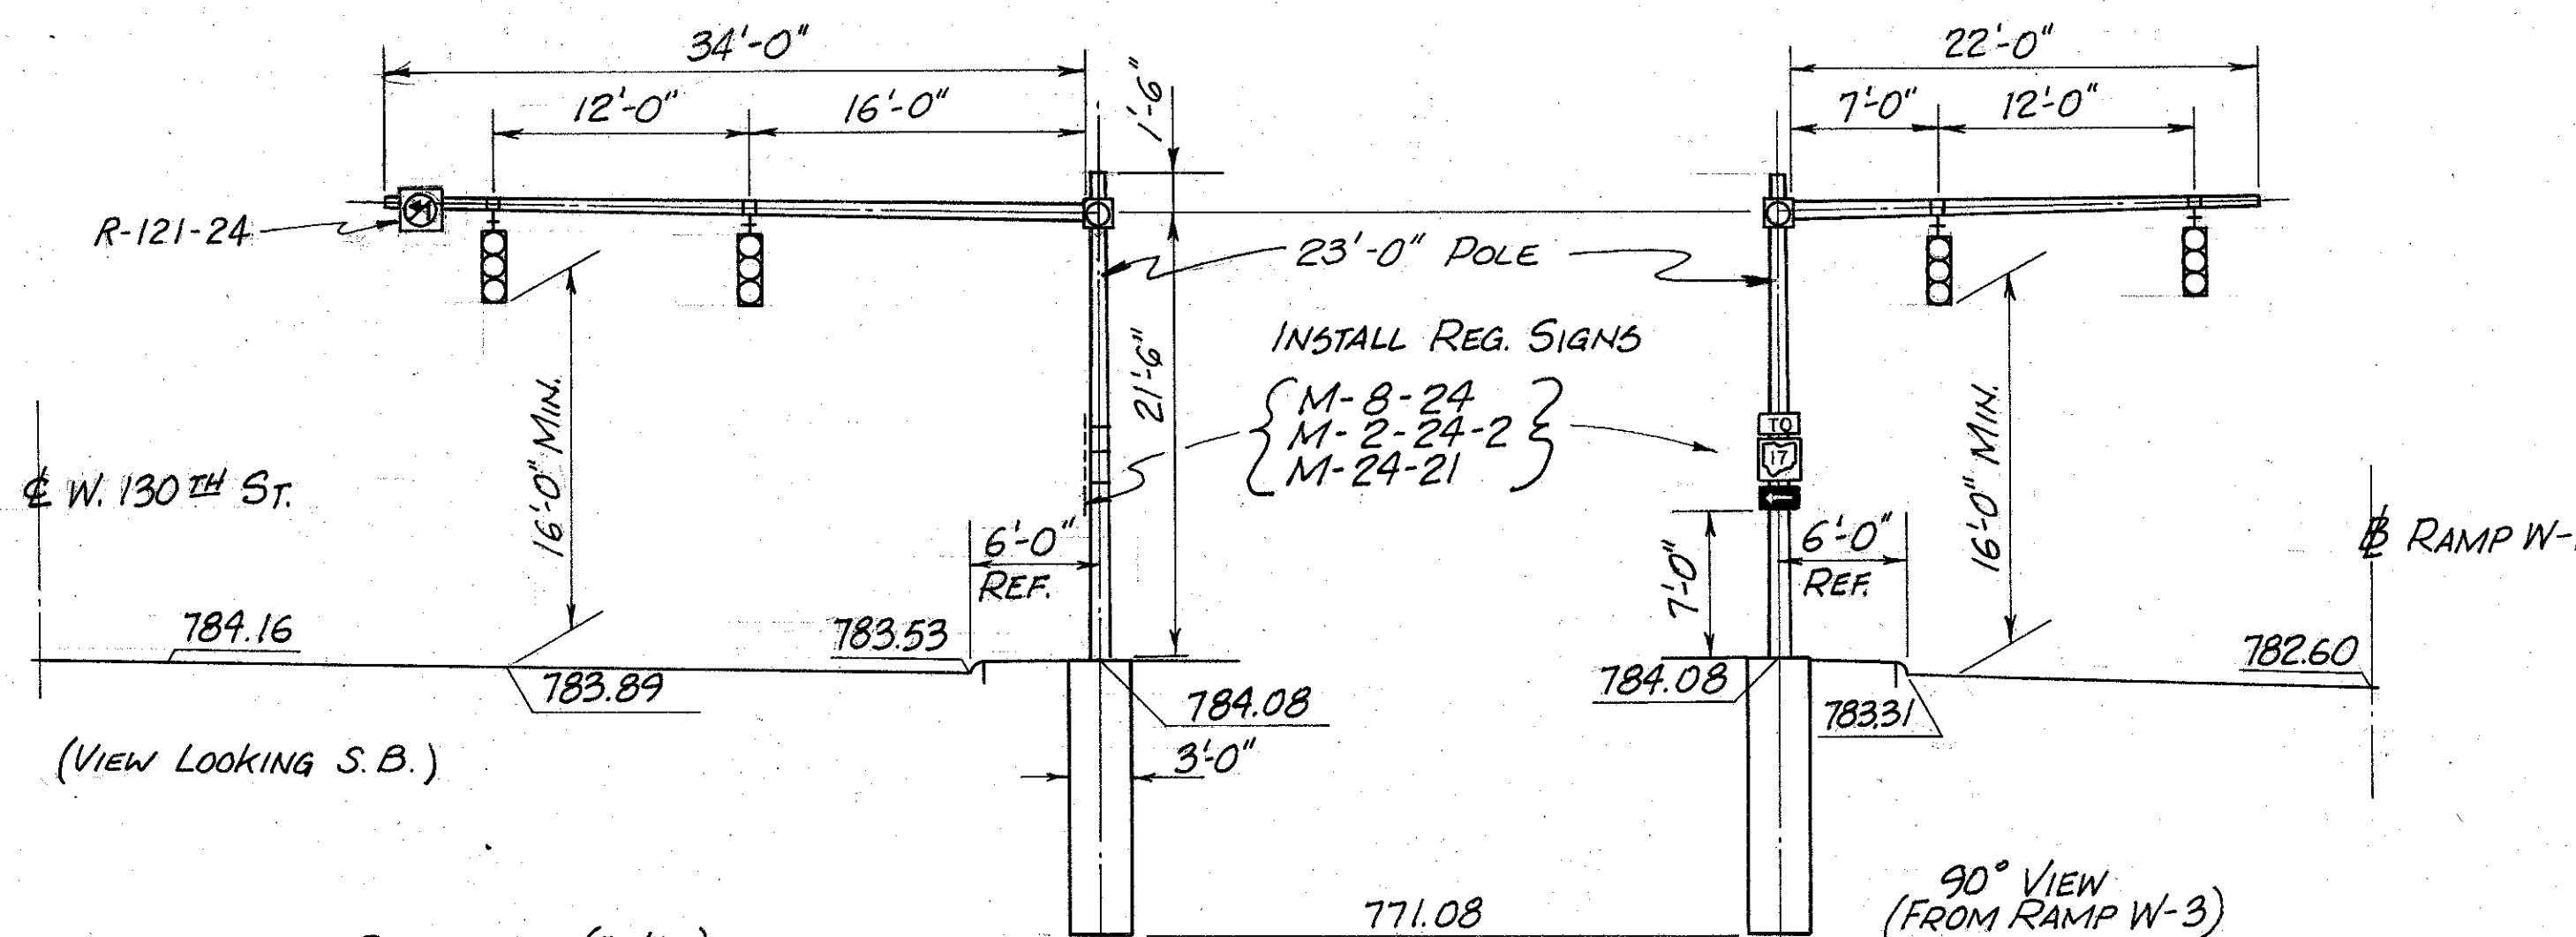 34'-0"
22'-0"
12'-0"
16'-0"
1'-6"
7'-0"
12'-0"
R-121-24
23'-0" POLE
INSTALL REG. SIGNS
M-8-24
M-2-24-2
M-24-21
21'-6"
16'-0" MIN.
TO
17
16'-0" MIN.
℄ W. 130TH ST.
6'-0"
REF.
7'-0"
6'-0"
REF.
RAMP W-
784.16
783.53
783.89
784.08
784.08
783.31
782.60
(VIEW LOOKING S.B.)
3'-0"
771.08
90° VIEW
(FROM RAMP W-3)